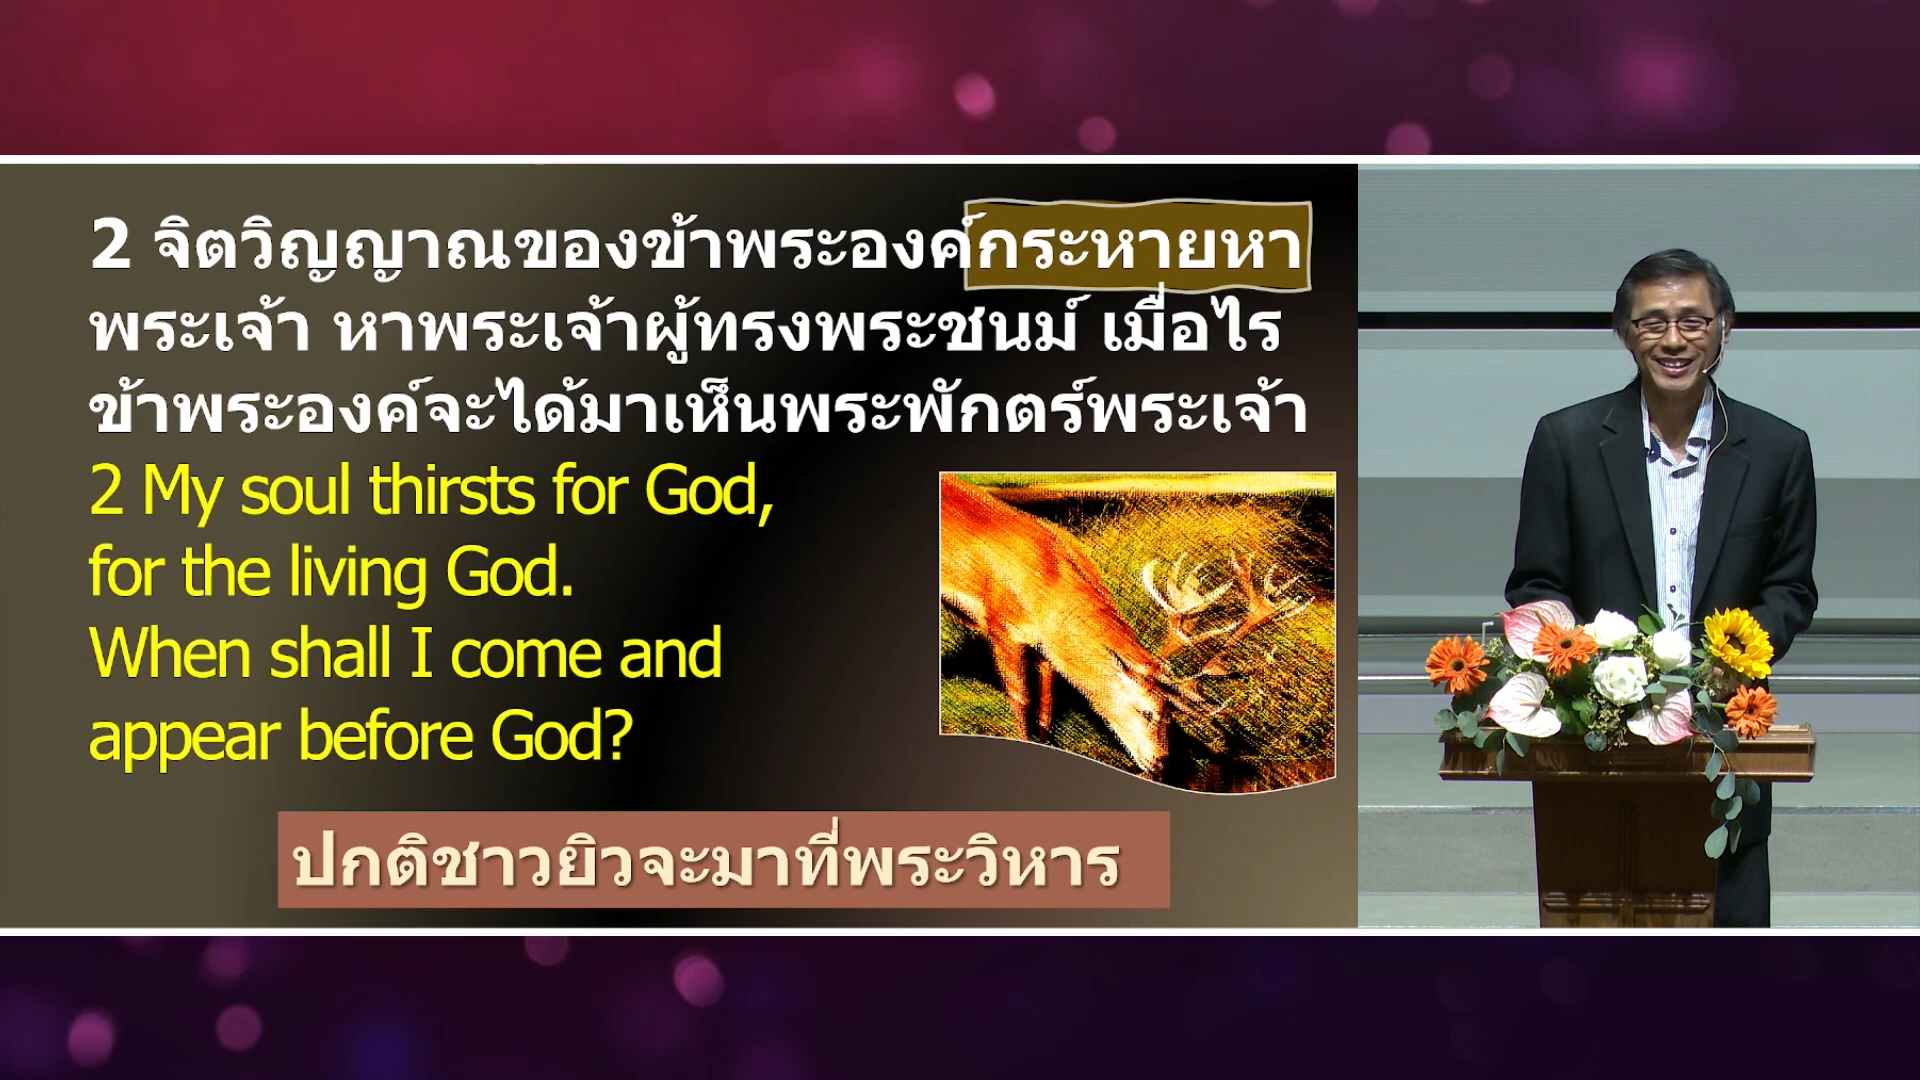 2 จิตวิญญาณของข้าพระองค์กระหายหา
พระเจ้า หาพระเจ้าผู้ทรงพระชนม์ เมื่อไร
ข้าพระองค์จะได้มาเห็นพระพักตร์พระเจ้า
2 My soul thirsts for God,
for the living God.
When shall I come and
appear before God?
ปกติชาวยิวจะมาที่พระวิหาร